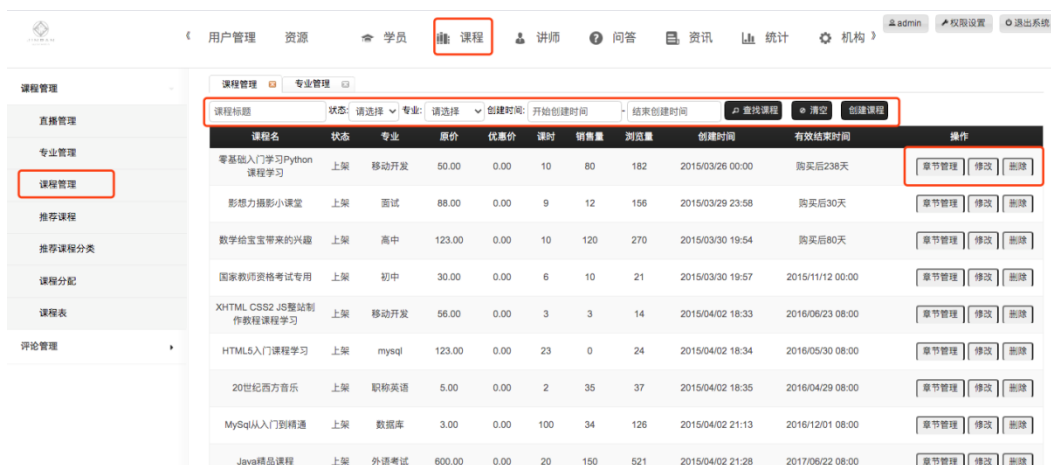 admin 权限设置 退出系统
《 用户管理 资源 学员 课程 讲师 问答 资讯 统计 机构 》
课程管理
直播管理
专业管理
课程管理
推荐课程
推荐课程分类
课程分配
课程表
评论管理
课程管理 专业管理
课程标题 状态: 请选择 专业: 请选择 创建时间: 开始创建时间 - 结束创建时间 查找课程 清空 创建课程
课程名 状态 专业 原价 优惠价 课时 销售量 浏览量 创建时间 有效结束时间 操作
零基础入门学习Python
课程学习 上架 移动开发 50.00 0.00 10 80 182 2015/03/26 00:00 购买后238天 章节管理 修改 删除
影想力摄影小课堂 上架 面试 88.00 0.00 9 12 156 2015/03/29 23:58 购买后30天 章节管理 修改 删除
数学给宝宝带来的兴趣 上架 高中 123.00 0.00 10 120 270 2015/03/30 19:54 购买后80天 章节管理 修改 删除
国家教师资格考试专用 上架 初中 30.00 0.00 6 10 21 2015/03/30 19:57 2015/11/12 00:00 章节管理 修改 删除
XHTML CSS2 JS整站制
作教程课程学习 上架 移动开发 56.00 0.00 3 3 14 2015/04/02 18:33 2016/06/23 08:00 章节管理 修改 删除
HTML5入门课程学习 上架 mysql 123.00 0.00 23 0 24 2015/04/02 18:34 2016/05/30 08:00 章节管理 修改 删除
20世纪西方音乐 上架 职称英语 5.00 0.00 2 35 37 2015/04/02 18:35 2016/04/29 08:00 章节管理 修改 删除
MySql从入门到精通 上架 数据库 3.00 0.00 100 34 126 2015/04/02 21:13 2016/12/01 08:00 章节管理 修改 删除
Java精品课程 上架 外语考试 600.00 0.00 20 150 521 2015/04/02 21:28 2017/06/22 08:00 章节管理 修改 删除